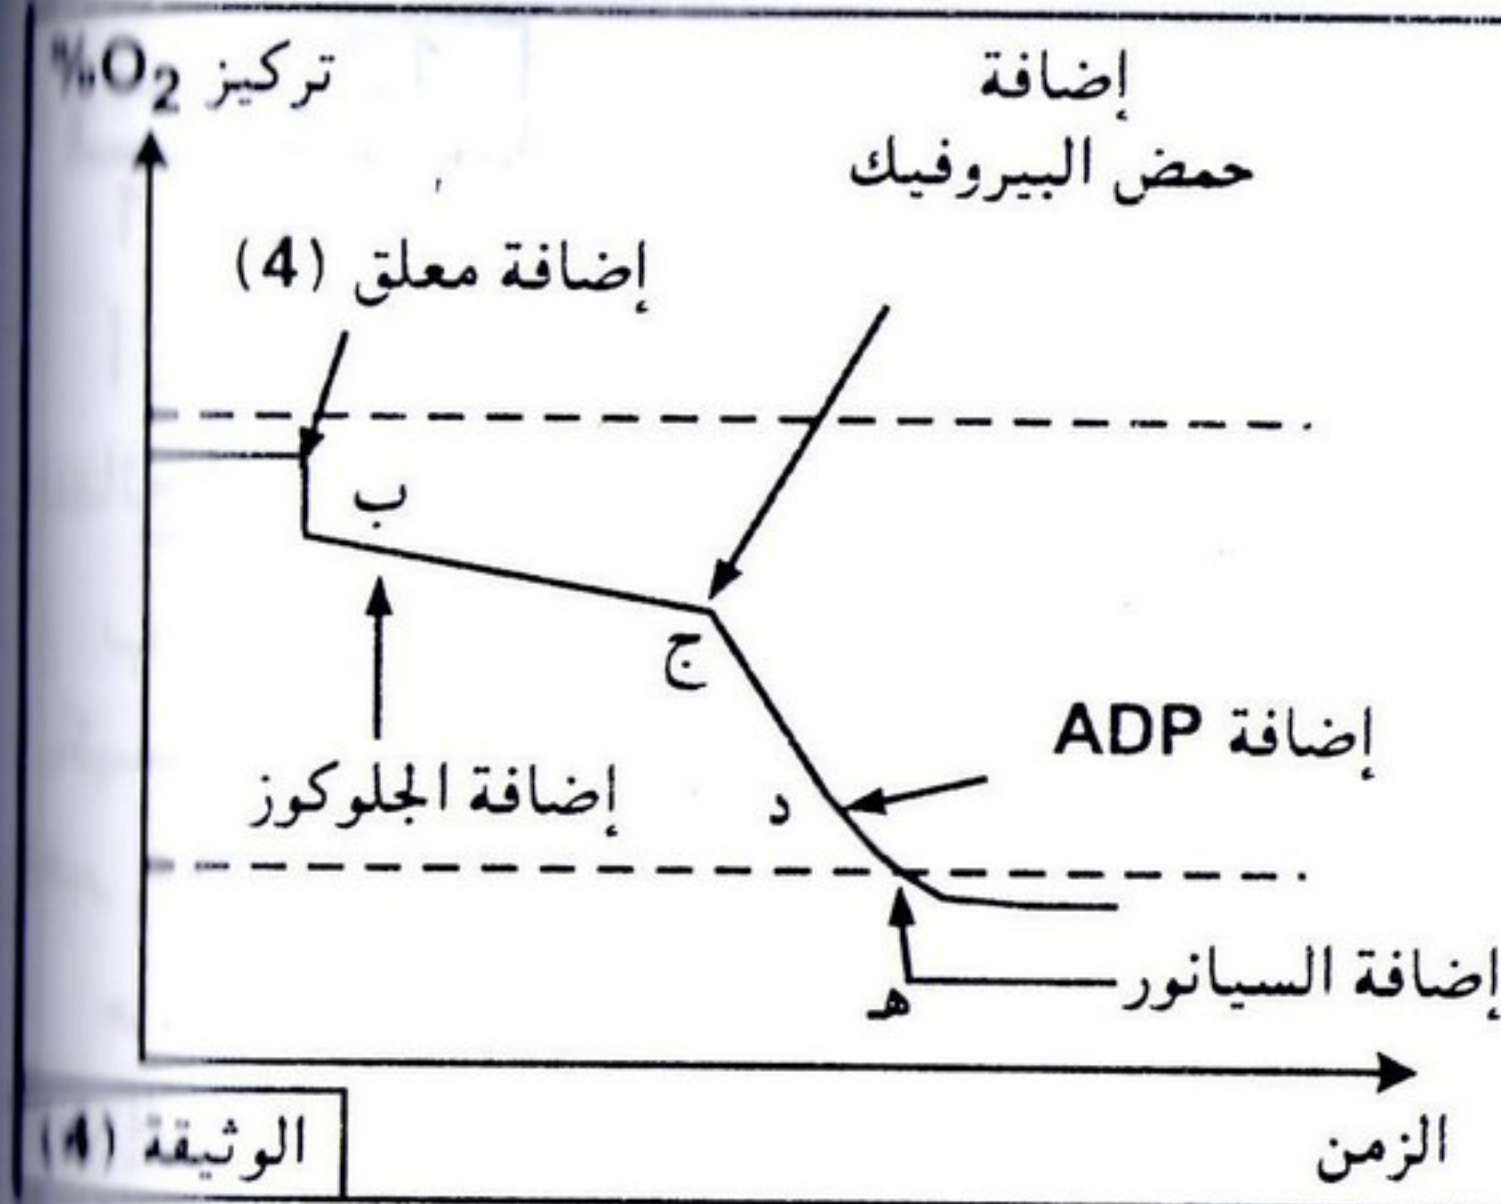 تركيز O2%
إضافة
حمض البيروفيك
إضافة معلق (4)
ب
ج
إضافة ADP
إضافة الجلوكوز
د
إضافة السيانور
هـ
الزمن
الوثيقة (4)